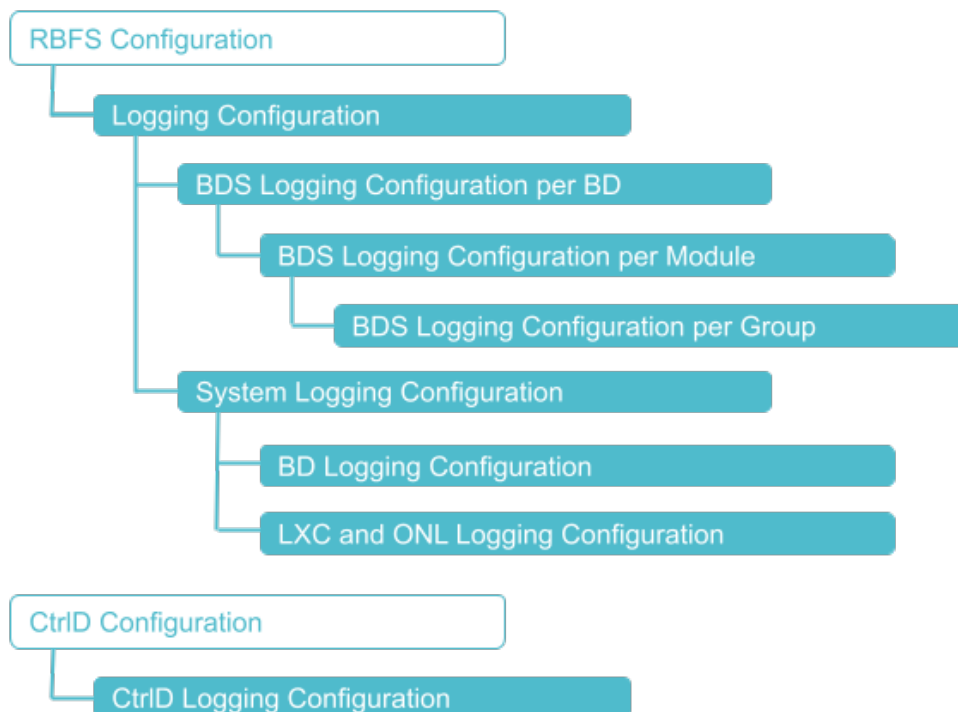 RBFS Configuration
Logging Configuration
BDS Logging Configuration per BD
BDS Logging Configuration per Module
BDS Logging Configuration per Group
System Logging Configuration
BD Logging Configuration
LXC and ONL Logging Configuration
CtrlD Configuration
CtrlD Logging Configuration